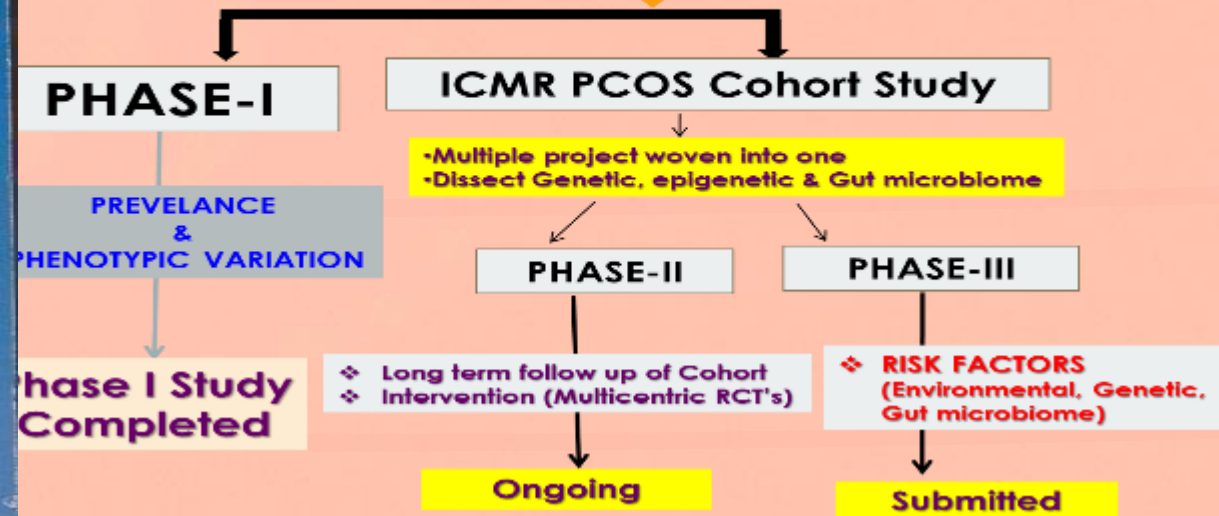 PHASE-I
PREVELANCE
&
PHENOTYPIC VARIATION
Phase I Study
Completed
ICMR PCOS Cohort Study
•Multiple project woven into one
•Dissect Genetic, epigenetic & Gut microbiome
PHASE-II
❖ Long term follow up of Cohort
❖ Intervention (Multicentric RCT's)
Ongoing
PHASE-III
❖ RISK FACTORS
(Environmental, Genetic,
Gut microbiome)
Submitted